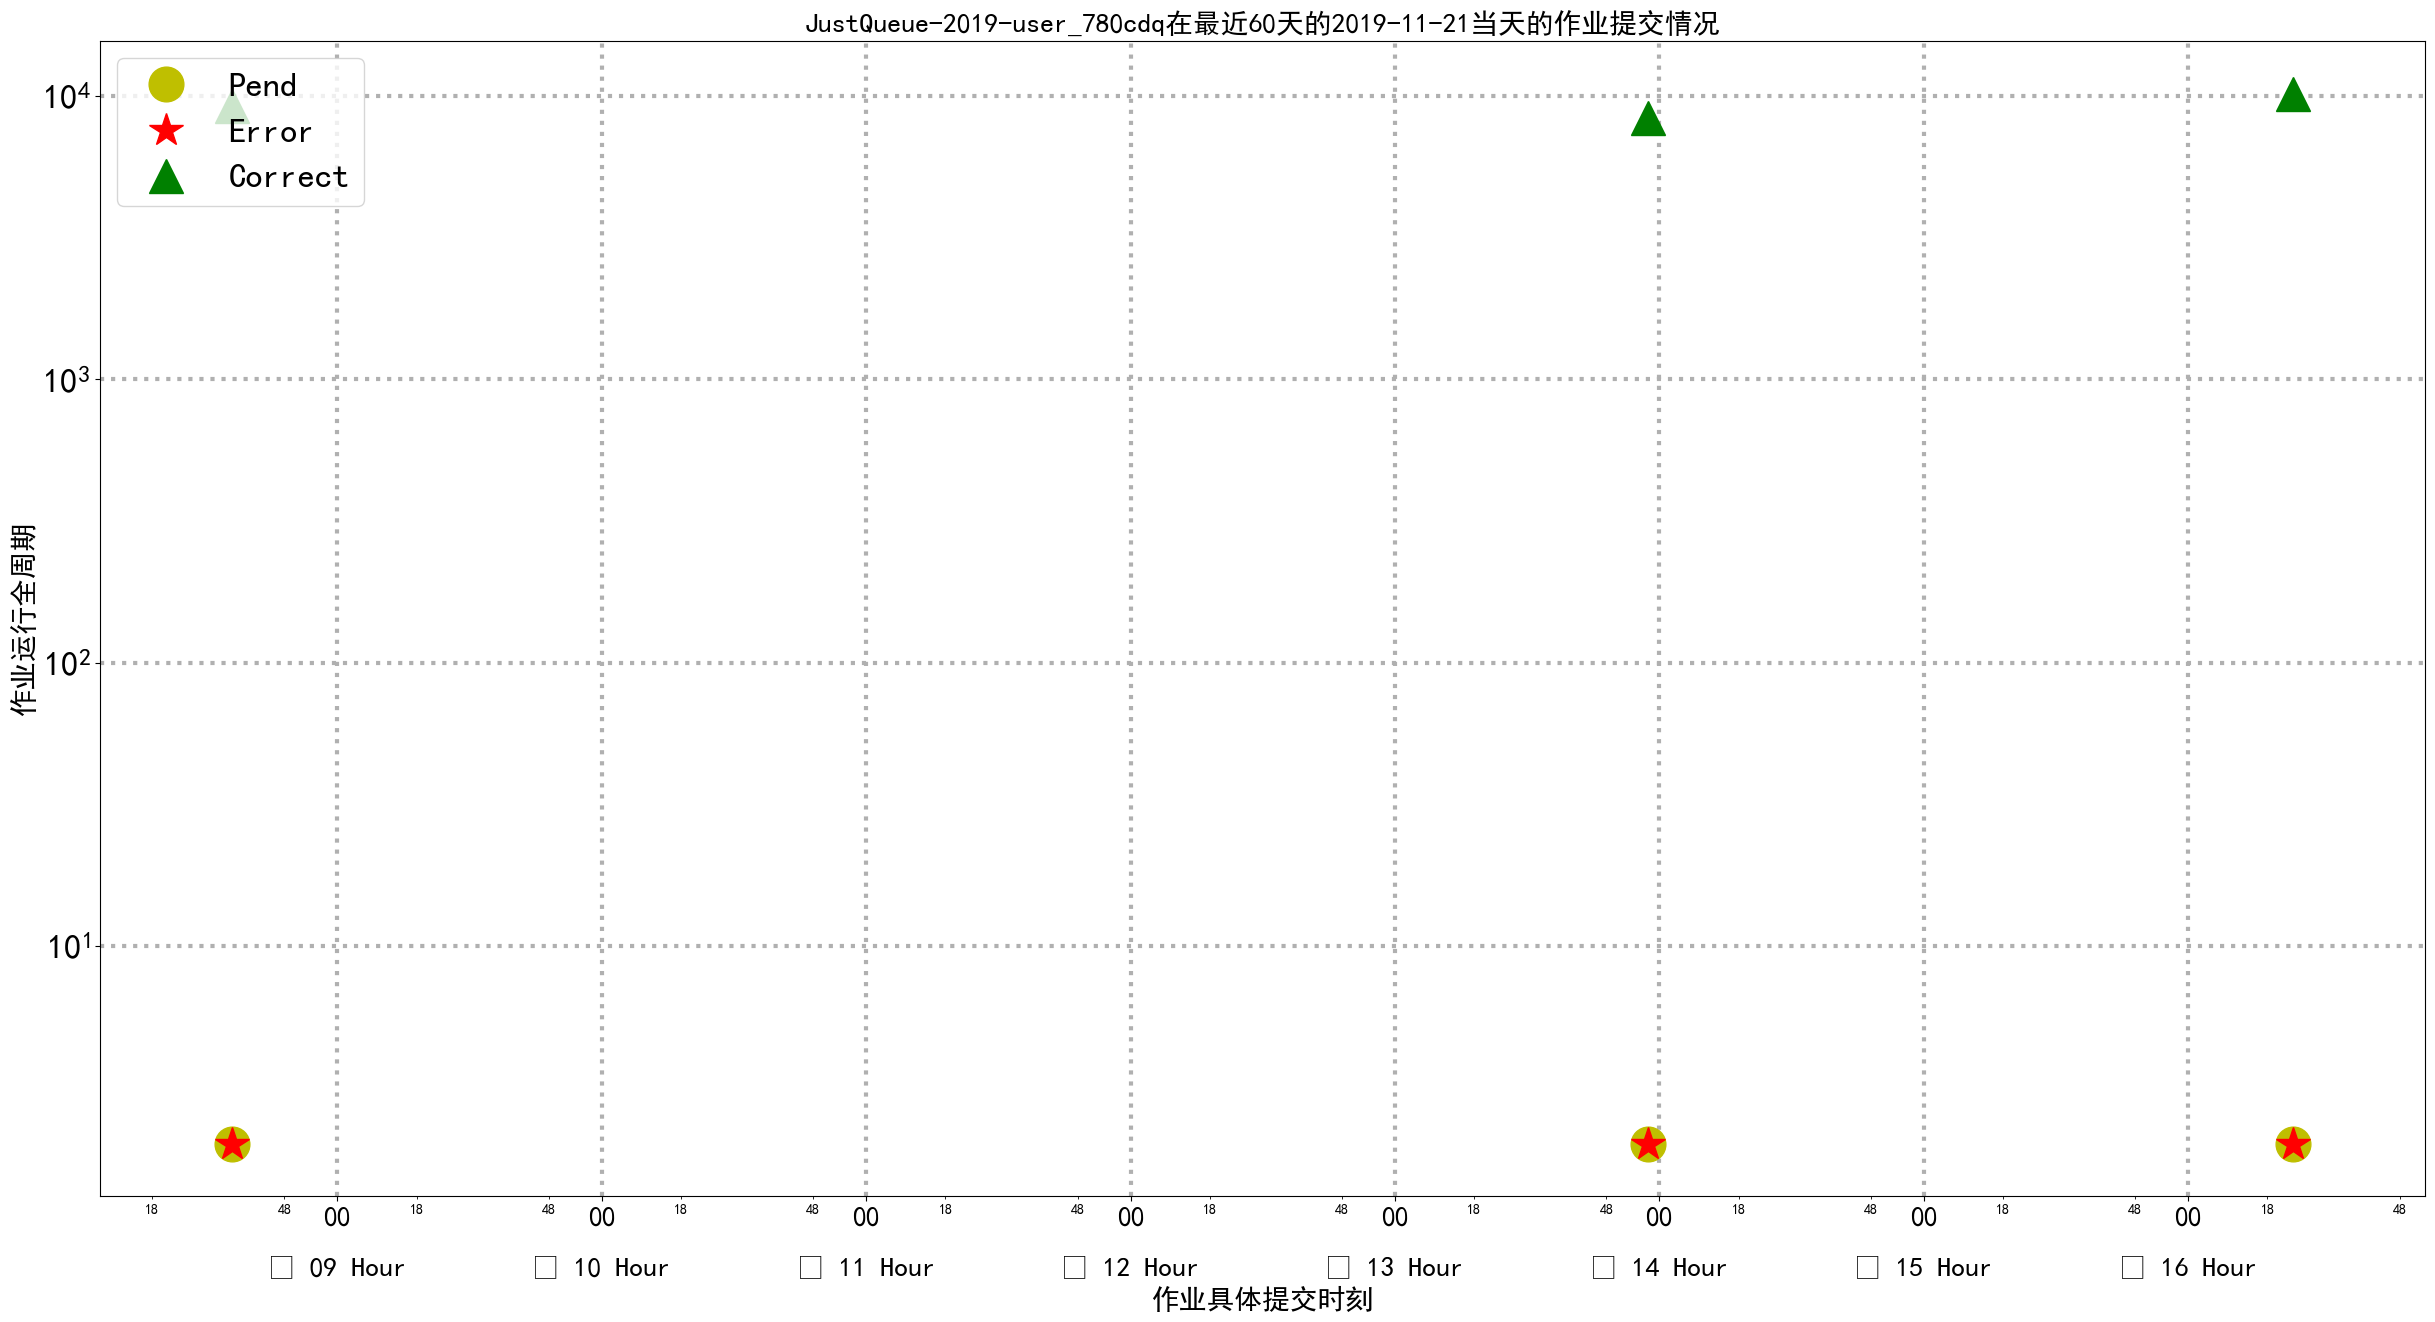 JustQueue-2019-user_780cdq在最近60天的2019-11-21当天的作业提交情况
Pend
Error
Correct
10⁴
10³
10²
10¹
作业运行全周期
18 48 00 18 48 00 18 48 00 18 48 00 18 48 00 18 48 00 18 48 00 18 48 00 18 48
□ 09 Hour □ 10 Hour □ 11 Hour □ 12 Hour □ 13 Hour □ 14 Hour □ 15 Hour □ 16 Hour
作业具体提交时刻